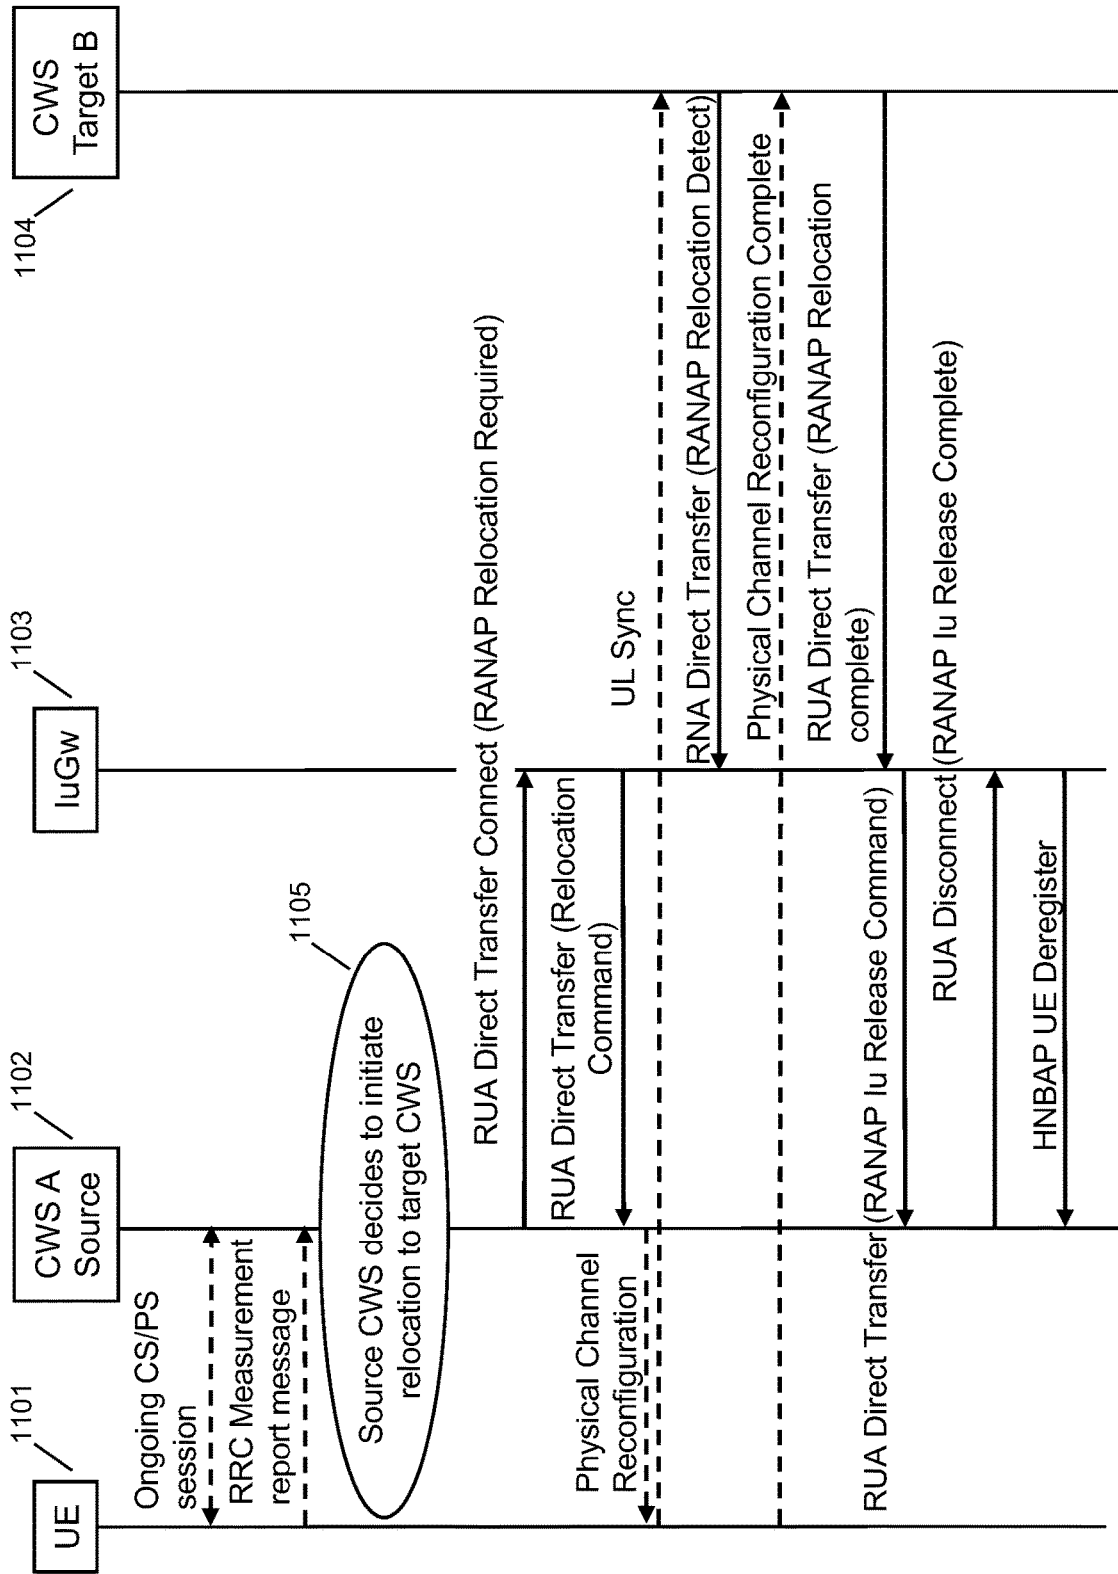 1101
1102
1103
1104
UE
CWS A
Source
IuGw
CWS
Target B
Ongoing CS/PS
session
RRC Measurement
report message
1105
Source CWS decides to initiate
relocation to target CWS
RUA Direct Transfer Connect (RANAP Relocation Required)
RUA Direct Transfer (Relocation
Command)
Physical Channel
Reconfiguration
UL Sync
RNA Direct Transfer (RANAP Relocation Detect)
Physical Channel Reconfiguration Complete
RUA Direct Transfer (RANAP Relocation
complete)
RUA Direct Transfer (RANAP Iu Release Command)
RUA Disconnect (RANAP Iu Release Complete)
HNBAP UE Deregister